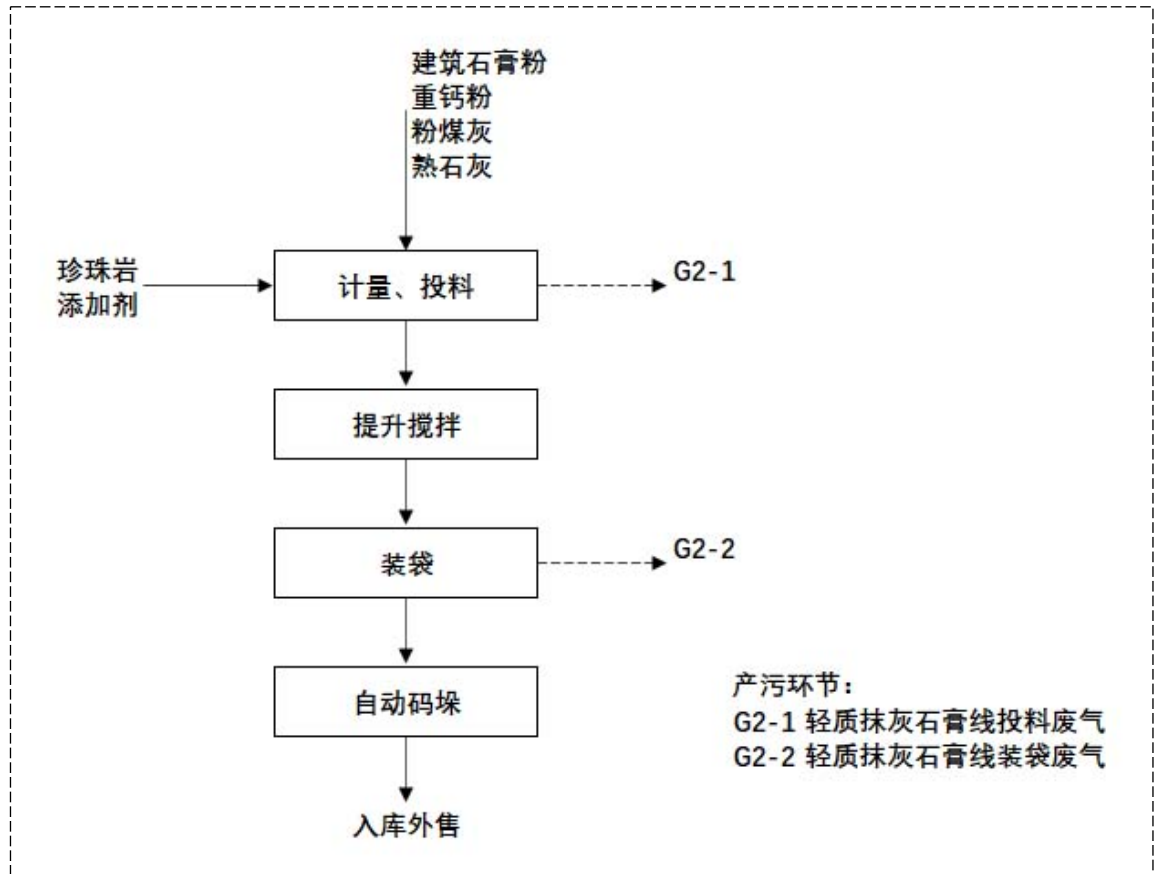 建筑石膏粉
重钙粉
粉煤灰
熟石灰
珍珠岩
添加剂
计量、投料
G2-1
提升搅拌
装袋
G2-2
自动码垛
入库外售
产污环节：
G2-1 轻质抹灰石膏线投料废气
G2-2 轻质抹灰石膏线装袋废气